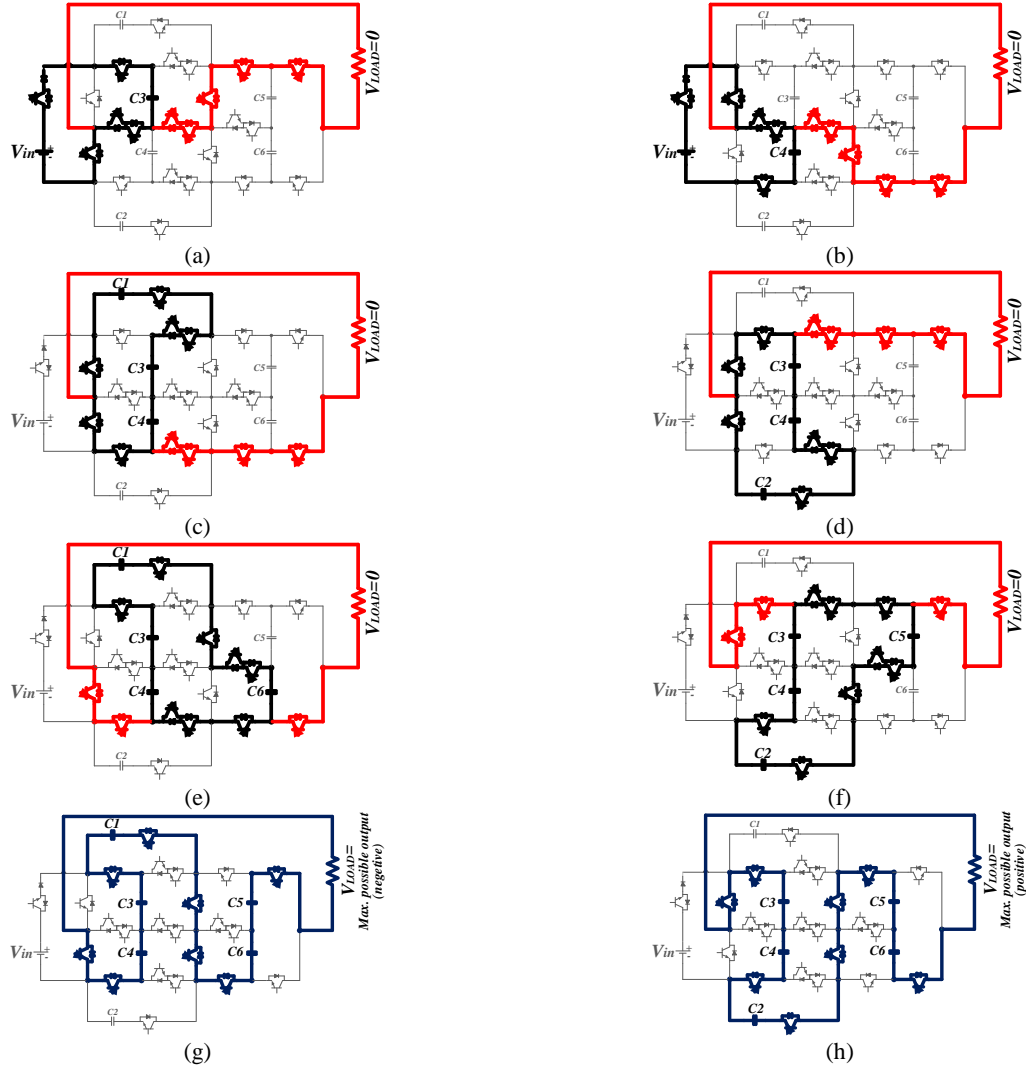 C1
C3
C5
C4
C6
C2
Vin
+
-
VLOAD=0
(a)
C1
C3
C5
C4
C6
C2
Vin
+
-
VLOAD=0
(b)
C1
C3
C5
C4
C6
C2
Vin
+
-
VLOAD=0
(c)
C1
C3
C5
C4
C6
C2
Vin
+
-
VLOAD=0
(d)
C1
C3
C5
C4
C6
C2
Vin
+
-
VLOAD=0
(e)
C1
C3
C5
C4
C6
C2
Vin
+
-
VLOAD=0
(f)
C1
C3
C5
C4
C6
C2
Vin
+
-
VLOAD=
Max. possible output
(negetive)
(g)
C1
C3
C5
C4
C6
C2
Vin
+
-
VLOAD=
Max. possible output
(positive)
(h)